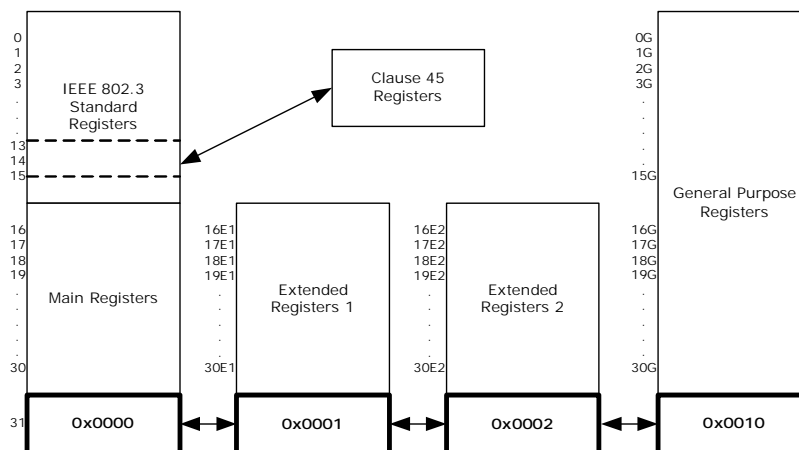 0
1
2
3
.
.
.
13
14
15
IEEE 802.3
Standard
Registers
Clause 45
Registers
16
17
18
19
.
.
.
.
.
30
Main Registers
16E1
17E1
18E1
19E1
.
.
.
.
.
30E1
Extended
Registers 1
16E2
17E2
18E2
19E2
.
.
.
.
.
30E2
Extended
Registers 2
0G
1G
2G
3G
.
.
.
.
.
15G
16G
17G
18G
19G
.
.
.
.
.
30G
General Purpose
Registers
31
0x0000
0x0001
0x0002
0x0010